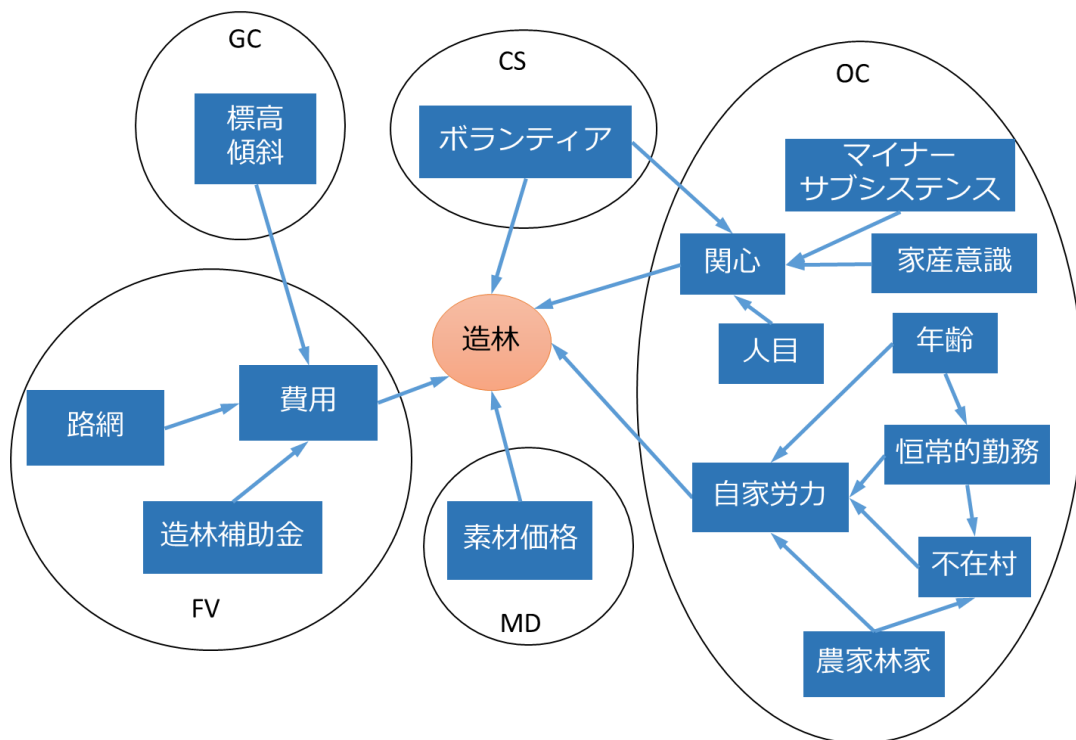 GC
標高
傾斜
CS
ボランティア
OC
マイナー
サブシステンス
関心
家産意識
人目
年齢
造林
費用
路網
造林補助金
FV
素材価格
MD
恒常的勤務
自家労力
不在村
農家林家